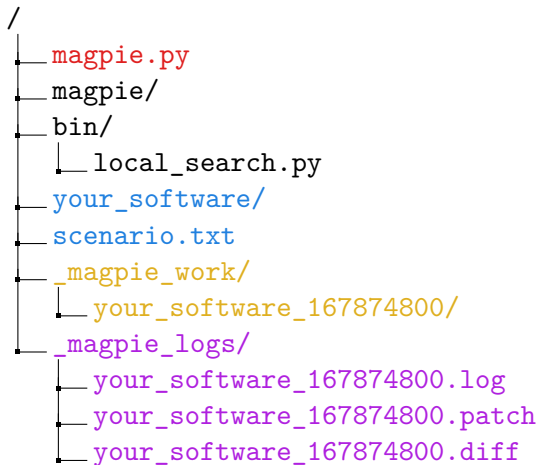 /
magpie.py
magpie/
bin/
local_search.py
your_software/
scenario.txt
_magpie_work/
your_software_167874800/
_magpie_logs/
your_software_167874800.log
your_software_167874800.patch
your_software_167874800.diff